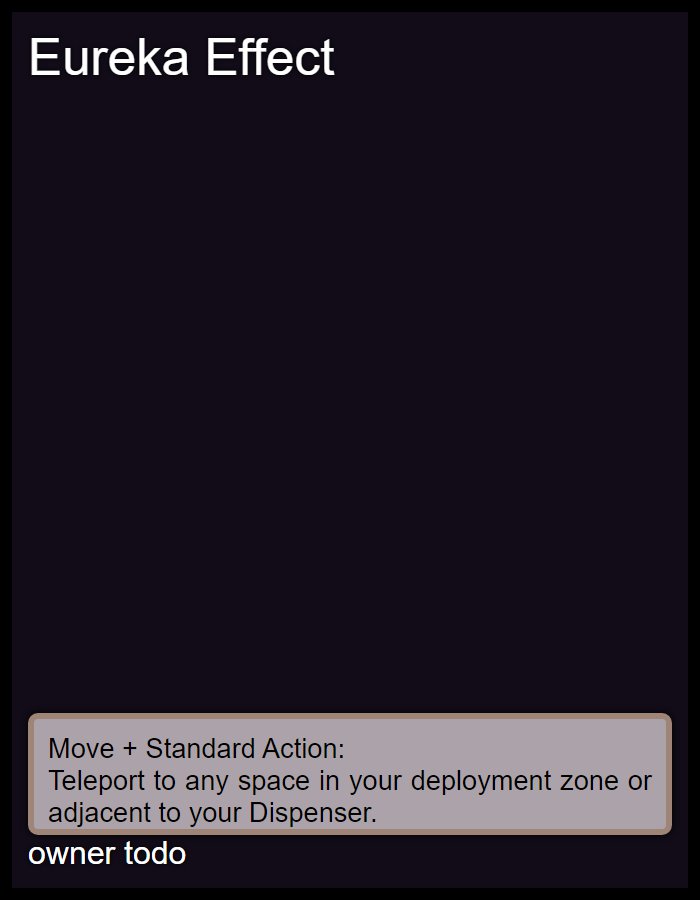 Eureka Effect
Move + Standard Action:
Teleport to any space in your deployment zone or
adjacent to your Dispenser.
owner todo